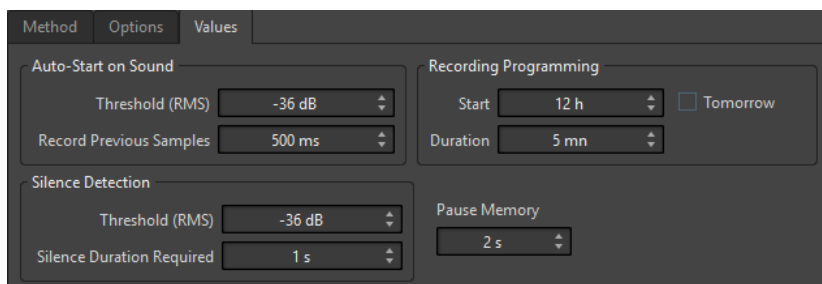 Method Options Values
Auto-Start on Sound
Threshold (RMS) -36 dB
Record Previous Samples 500 ms
Recording Programming
Start 12 h Tomorrow
Duration 5 mn
Silence Detection
Threshold (RMS) -36 dB
Silence Duration Required 1 s
Pause Memory
2 s